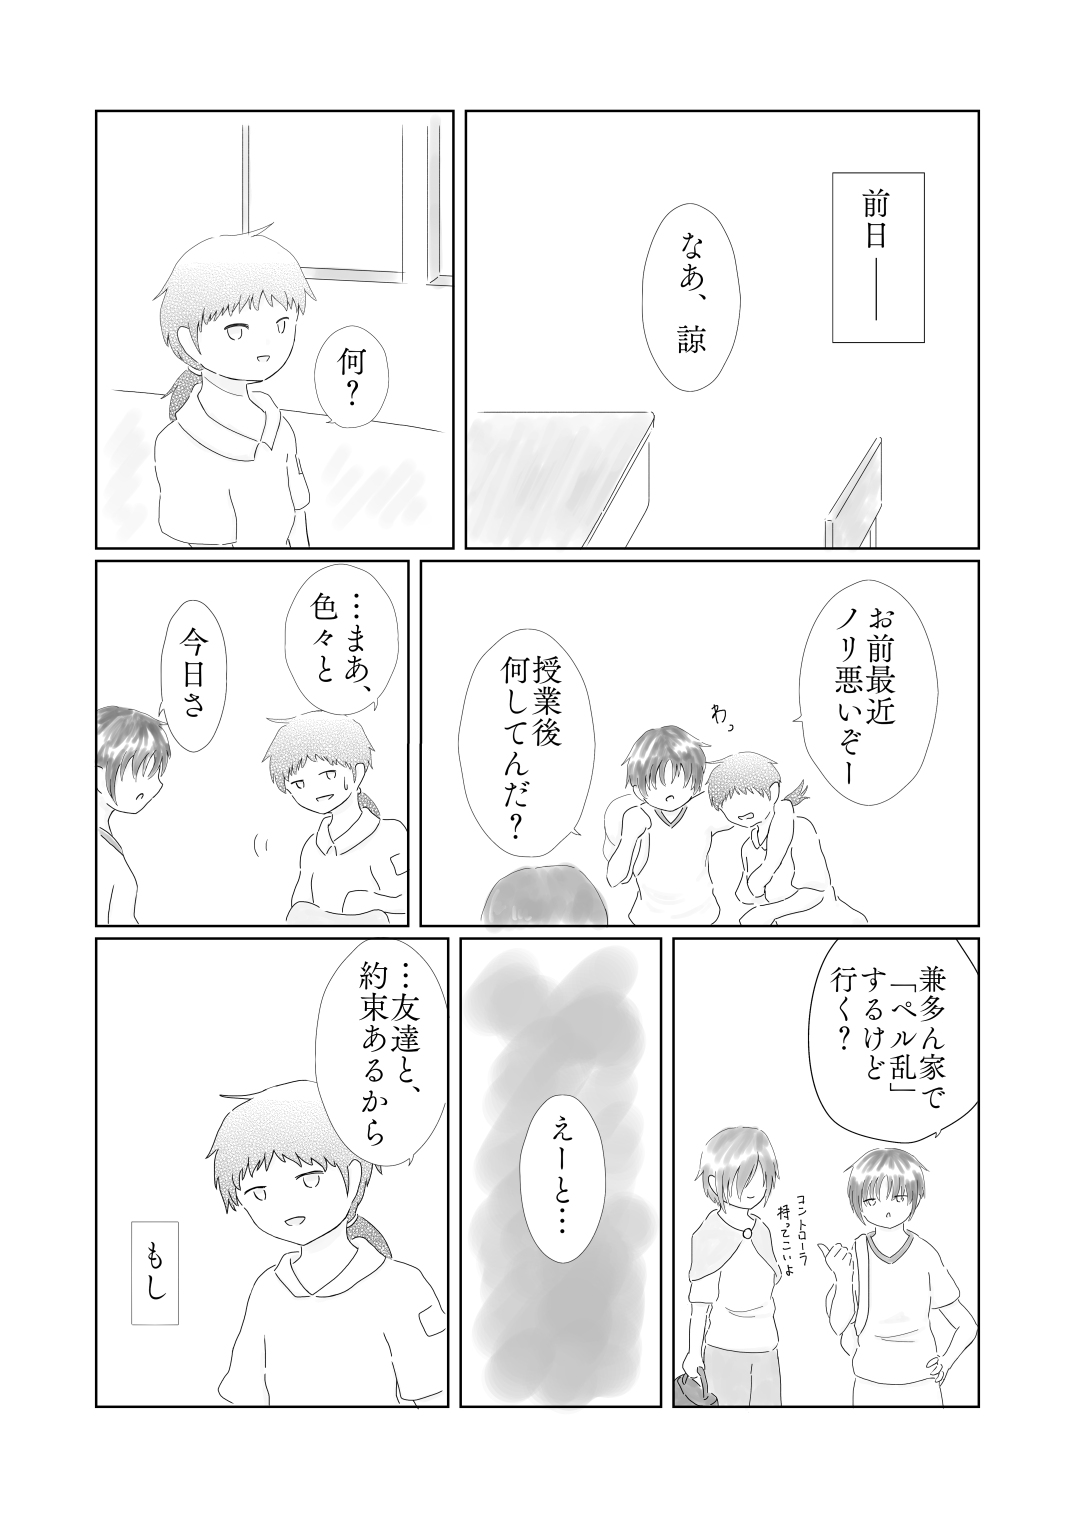 前日――
なあ、諒
何?
お前最近
ノリ悪いぞー
わっ
授業後
何してんだ?
…まあ、
色々と
今日さ
兼多ん家で
「ペル乱」
するけど
行く?
コントローラ
持ってこいよ
えーと…
…友達と、
約束あるから
もし